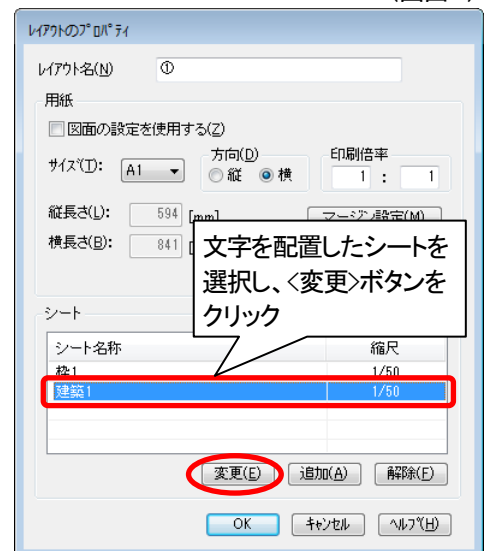 レイアウトのプロパティ
レイアウト名(N) ①
用紙
図面の設定を使用する(Z)
サイズ(T): A1 方向(D) 縦 横 印刷倍率 1 : 1
縦長さ(L): 594 [mm] マージン設定(M)
横長さ(B): 841
文字を配置したシートを
選択し、<変更>ボタンを
クリック
シート
シート名称 縮尺
枠1 1/50
建築1 1/50
変更(E) 追加(A) 解除(F)
OK キャンセル ヘルプ(H)